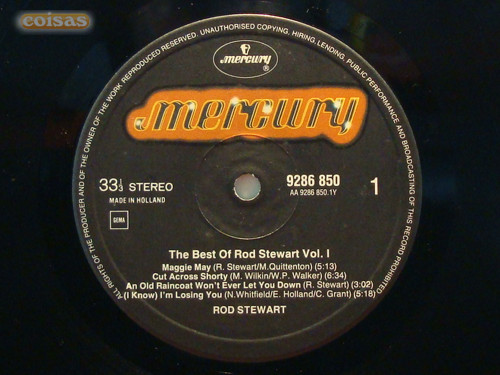 coisas
ALL RIGHTS OF THE PRODUCER AND OF THE OWNER OF THE WORK REPRODUCED RESERVED. UNAUTHORISED COPYING, HIRING, LENDING, PUBLIC PERFORMANCE AND BROADCASTING OF THIS RECORD PROHIBITED
mercury
®
mercury
33⅓ STEREO
MADE IN HOLLAND
GEMA
9286 850
AA 9286 850.1Y
1
The Best Of Rod Stewart Vol. I
Maggie May (R. Stewart/M.Quittenton) (5:13)
Cut Across Shorty (M. Wilkin/W.P. Walker) (6:34)
An Old Raincoat Won't Ever Let You Down (R. Stewart) (3:02)
(I Know) I'm Losing You (N.Whitfield/E. Holland/C. Grant) (5:18)
ROD STEWART